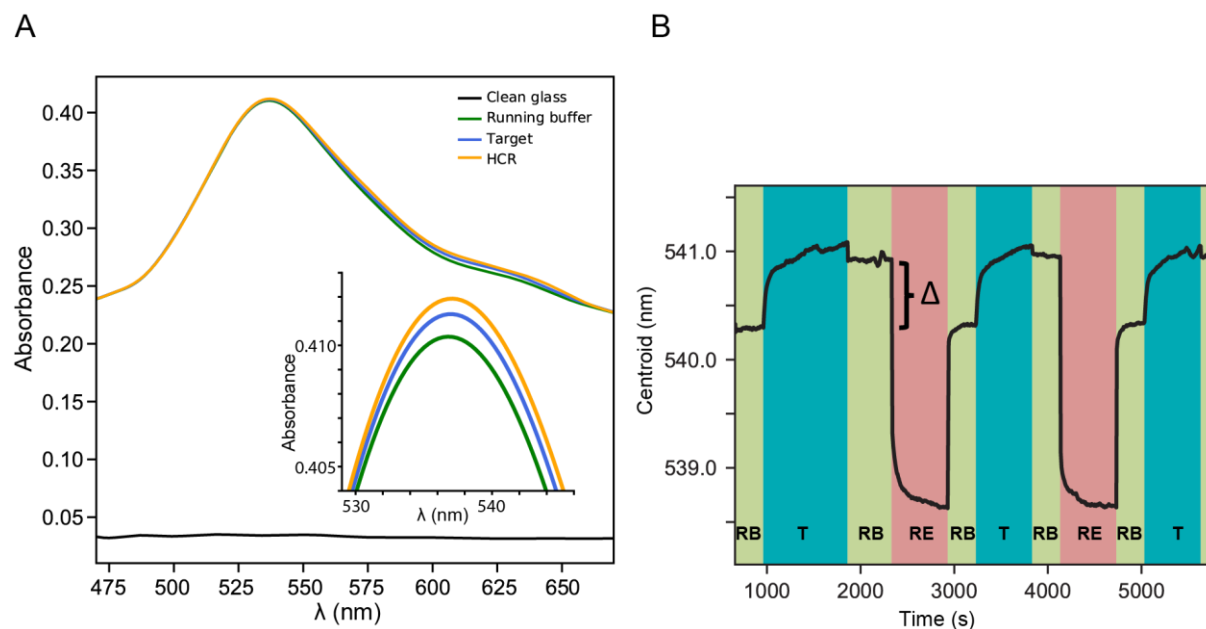 A
Absorbance
0.40
0.35
0.30
0.25
0.20
0.15
0.10
0.05
475 500 525 550 575 600 625 650
λ (nm)
Clean glass
Running buffer
Target
HCR
Absorbance
0.410
0.405
530 540
λ (nm)
B
Centroid (nm)
541.0
540.0
539.0
Δ
RB T RB RE RB T RB RE RB T
1000 2000 3000 4000 5000
Time (s)